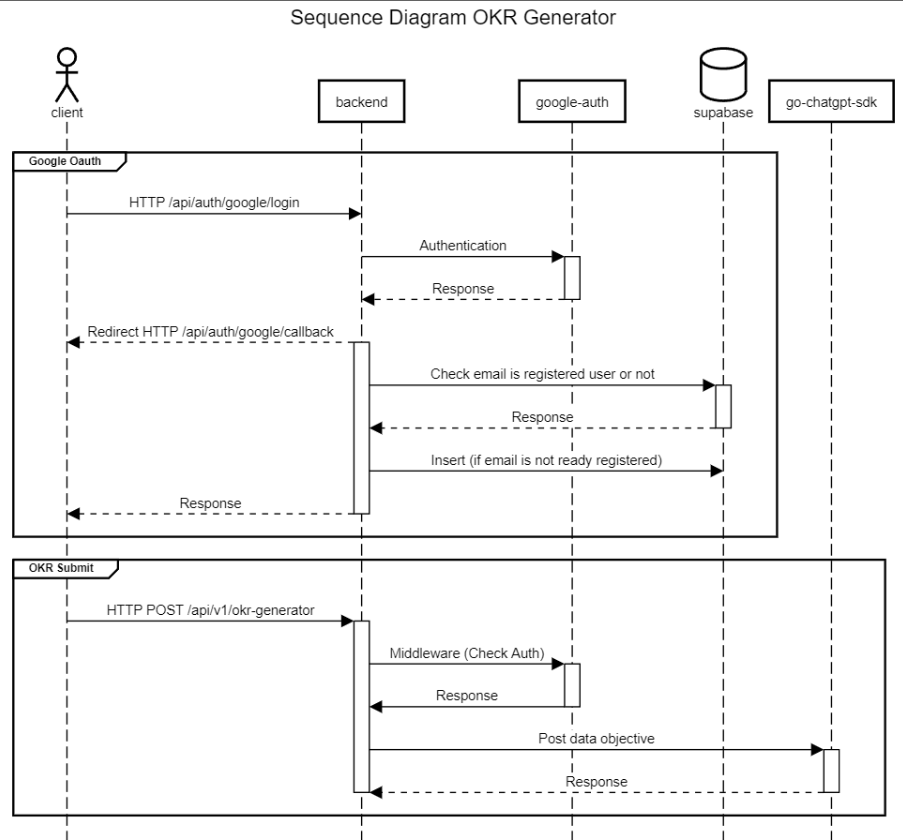 Sequence Diagram OKR Generator
client
backend
google-auth
supabase
go-chatgpt-sdk
Google Oauth
HTTP /api/auth/google/login
Authentication
Response
Redirect HTTP /api/auth/google/callback
Check email is registered user or not
Response
Insert (if email is not ready registered)
Response
OKR Submit
HTTP POST /api/v1/okr-generator
Middleware (Check Auth)
Response
Post data objective
Response